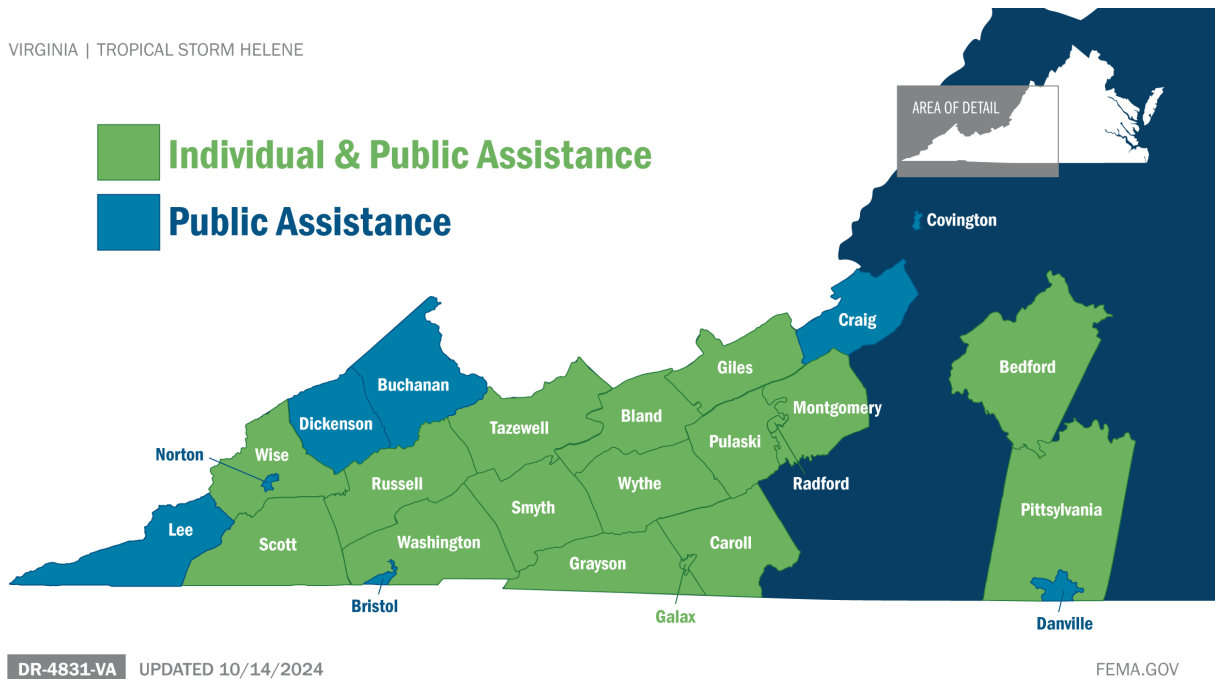 VIRGINIA | TROPICAL STORM HELENE
AREA OF DETAIL
Individual & Public Assistance
Public Assistance
Covington
Craig
Giles
Bedford
Buchanan
Montgomery
Bland
Dickenson
Tazewell
Pulaski
Wise
Norton
Russell
Wythe
Radford
Smyth
Pittsylvania
Lee
Scott
Washington
Caroll
Grayson
Bristol
Galax
Danville
DR-4831-VA UPDATED 10/14/2024
FEMA.GOV